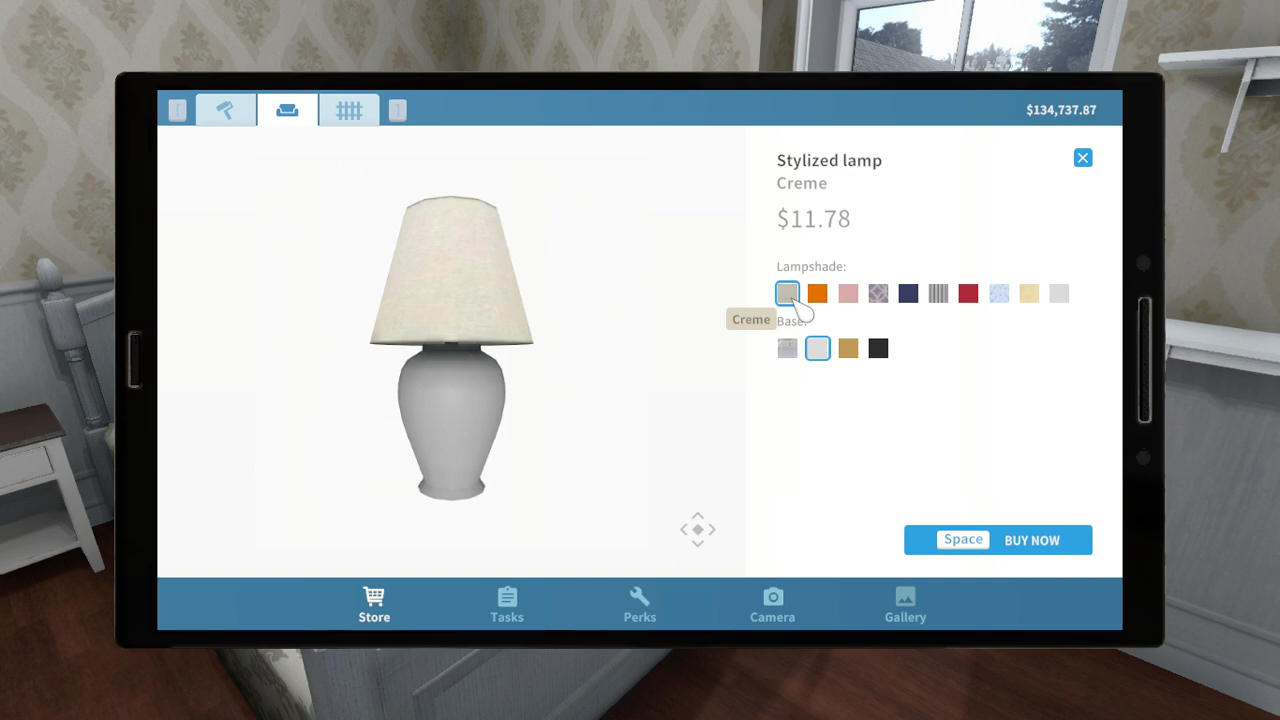 $134,737.87
Stylized lamp
Creme
$11.78
Lampshade:
Creme
Base:
Space BUY NOW
Store Tasks Perks Camera Gallery